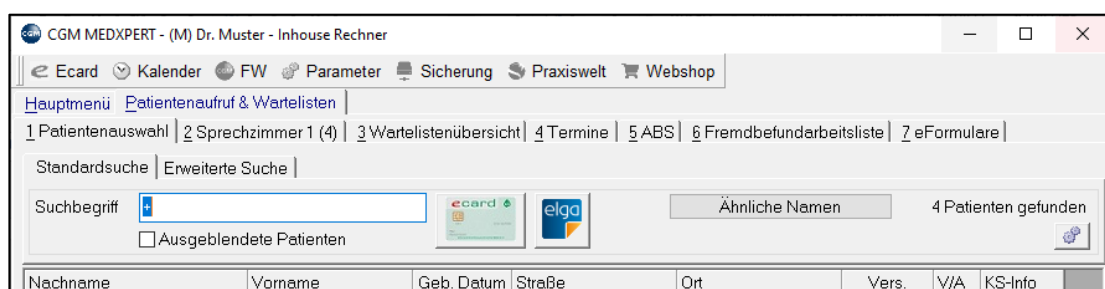 CGM MEDXPERT - (M) Dr. Muster - Inhouse Rechner
Ecard Kalender FW Parameter Sicherung Praxiswelt Webshop
Hauptmenü Patientenaufruf & Wartelisten
1 Patientenauswahl 2 Sprechzimmer 1 (4) 3 Wartelistenübersicht 4 Termine 5 ABS 6 Fremdbefundarbeitsliste 7 eFormulare
Standardsuche Erweiterte Suche
Suchbegriff + ecard elga Ähnliche Namen 4 Patienten gefunden
Ausgeblendete Patienten
Nachname Vorname Geb. Datum Straße Ort Vers. V/A KS-Info